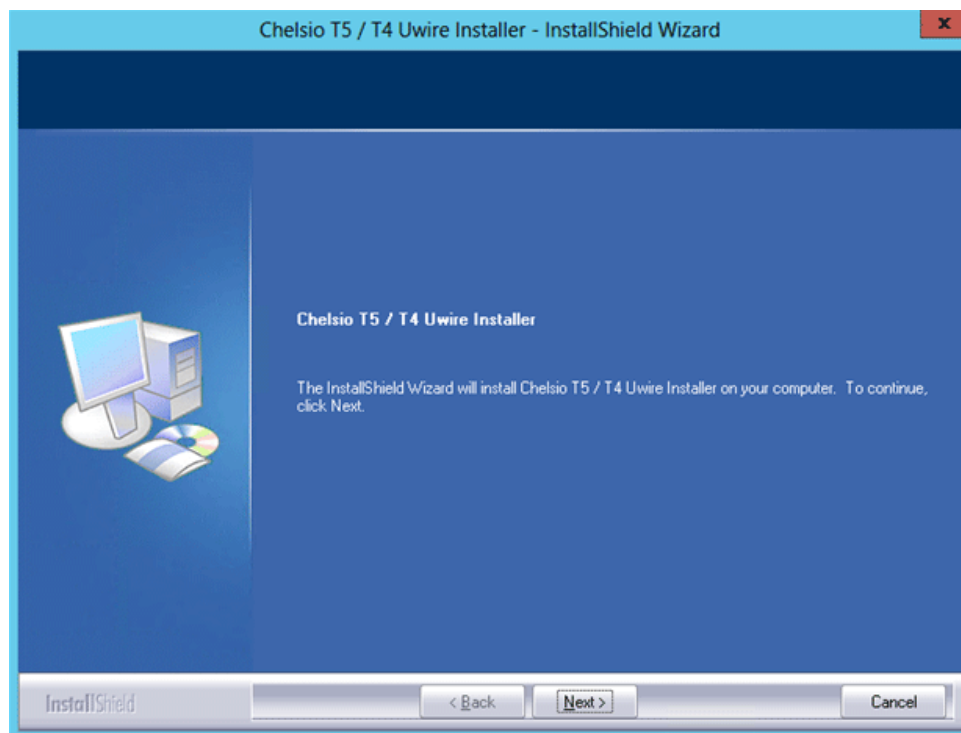 Chelsio T5 / T4 Uwire Installer - InstallShield Wizard
x
Chelsio T5 / T4 Uwire Installer
The InstallShield Wizard will install Chelsio T5 / T4 Uwire Installer on your computer. To continue,
click Next.
InstallShield
< Back
Next >
Cancel